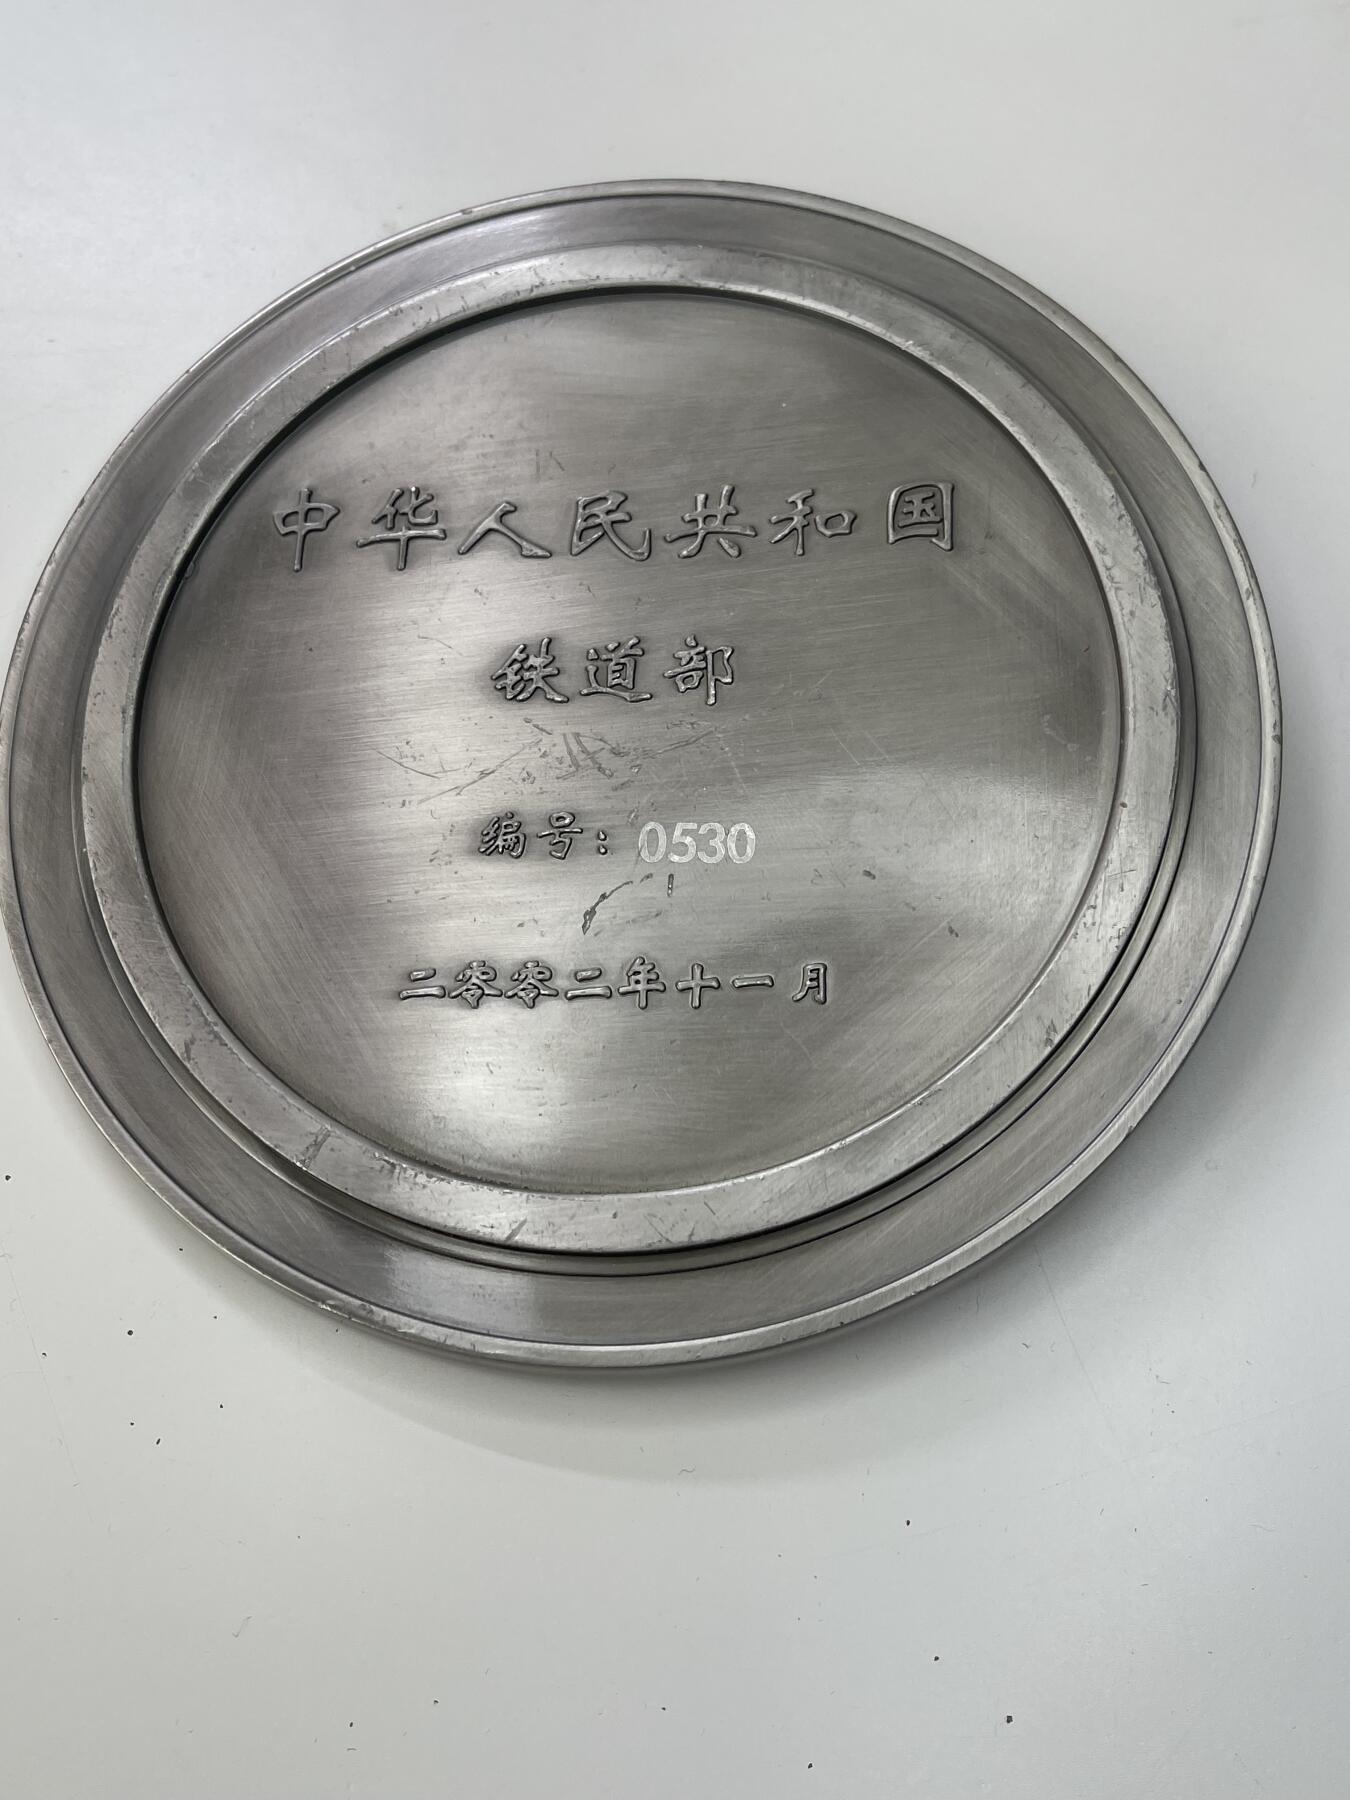 中华人民共和国
铁道部
编号：0530
二零零二年十一月